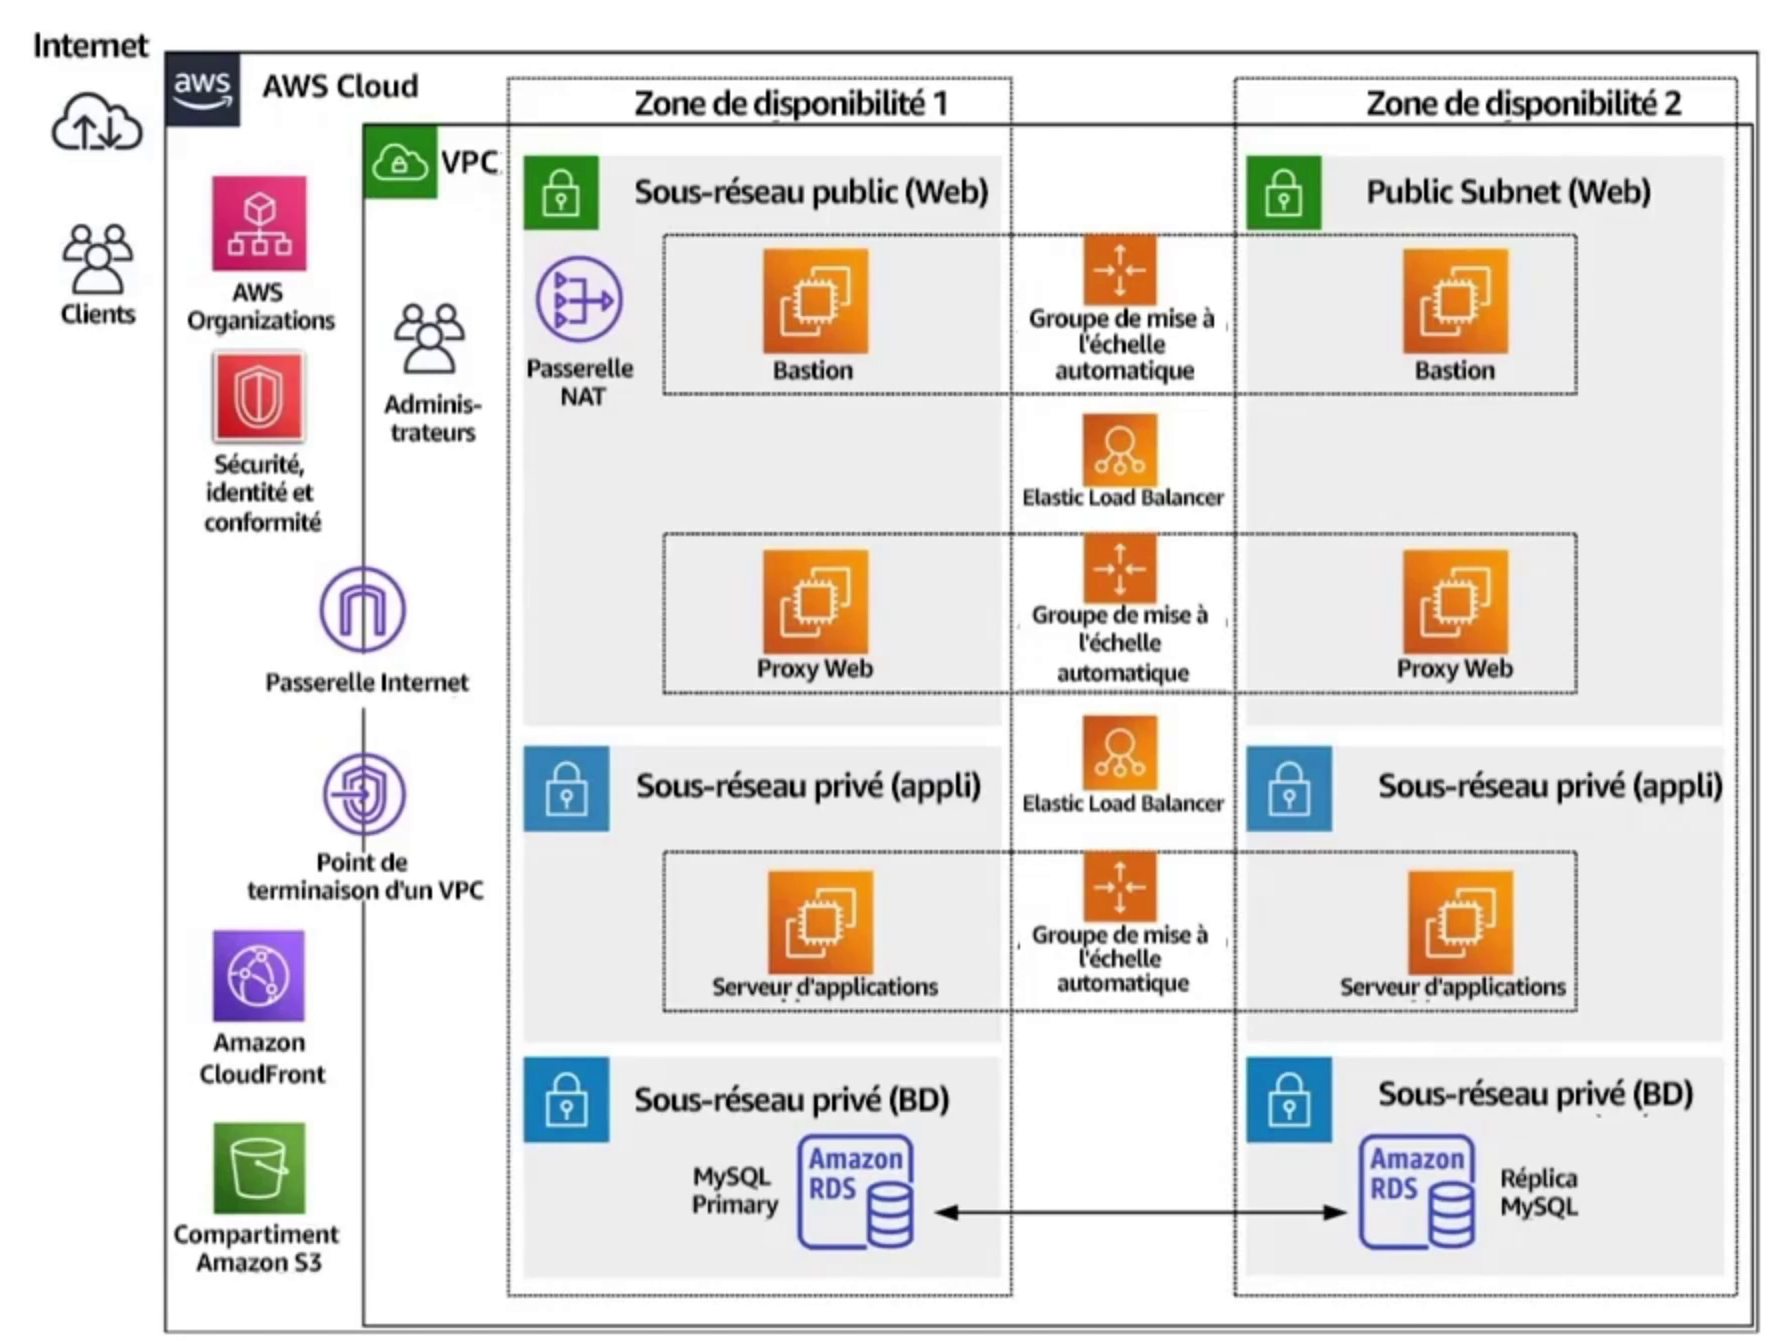 Internet
aws
AWS Cloud
Zone de disponibilité 1
Zone de disponibilité 2
VPC
Sous-réseau public (Web)
Public Subnet (Web)
Clients
AWS
Organizations
Adminis-
trateurs
Passerelle
NAT
Bastion
Groupe de mise à
l'échelle
automatique
Bastion
Sécurité,
identité et
conformité
Elastic Load Balancer
Proxy Web
Groupe de mise à
l'échelle
automatique
Proxy Web
Passerelle Internet
Sous-réseau privé (appli)
Elastic Load Balancer
Sous-réseau privé (appli)
Point de
terminaison d'un VPC
Serveur d'applications
Groupe de mise à
l'échelle
automatique
Serveur d'applications
Amazon
CloudFront
Sous-réseau privé (BD)
Sous-réseau privé (BD)
MySQL
Primary
Amazon
RDS
Amazon
RDS
Réplica
MySQL
Compartiment
Amazon S3